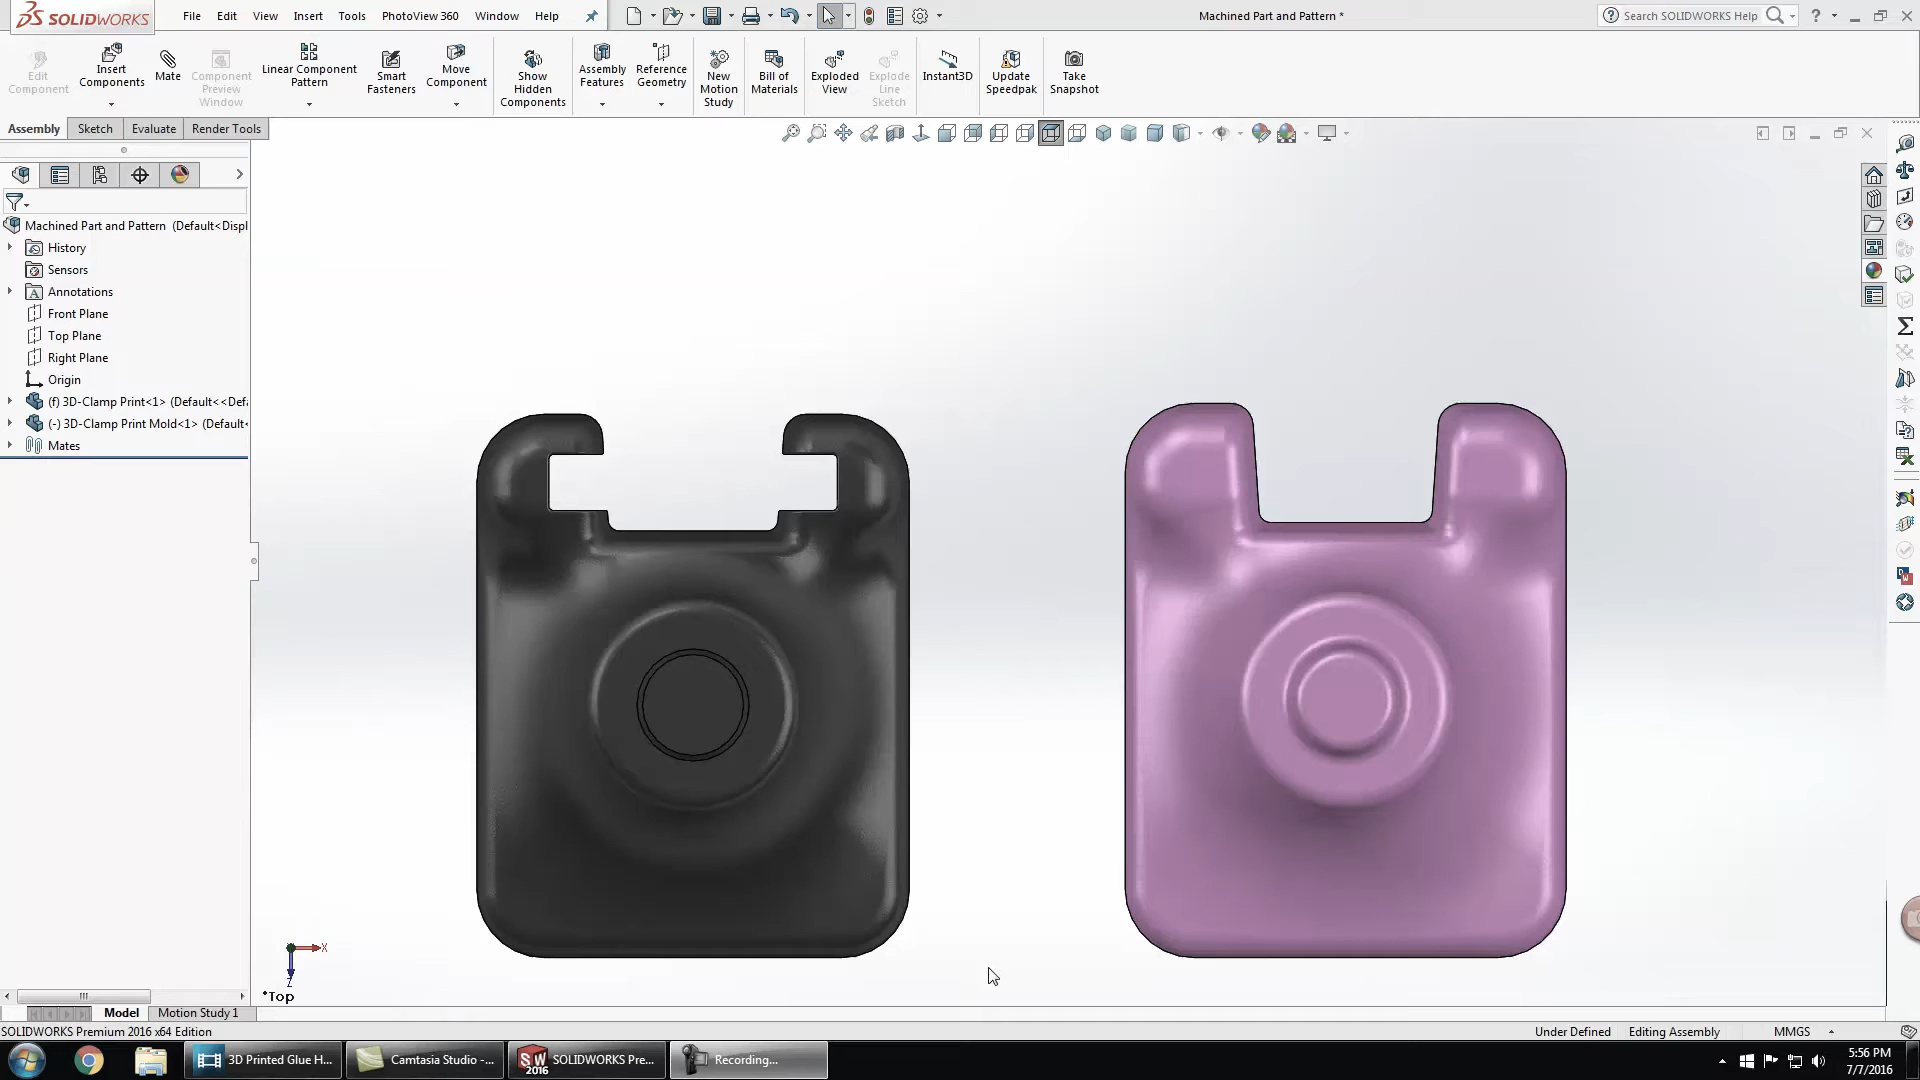 SOLIDWORKS
File Edit View Insert Tools PhotoView 360 Window Help
Machined Part and Pattern *
Search SOLIDWORKS Help
Edit Component
Insert Components
Mate
Component Preview Window
Linear Component Pattern
Smart Fasteners
Move Component
Show Hidden Components
Assembly Features
Reference Geometry
New Motion Study
Bill of Materials
Exploded View
Explode Line Sketch
Instant3D
Update Speedpak
Take Snapshot
Assembly Sketch Evaluate Render Tools
Machined Part and Pattern (Default<Displ
History
Sensors
Annotations
Front Plane
Top Plane
Right Plane
Origin
(f) 3D-Clamp Print<1> (Default<<Def
(-) 3D-Clamp Print Mold<1> (Default<
Mates
X
Z
*Top
Model Motion Study 1
SOLIDWORKS Premium 2016 x64 Edition
Under Defined Editing Assembly MMGS
3D Printed Glue H...
Camtasia Studio -...
SW 2016
SOLIDWORKS Pre...
Recording...
5:56 PM
7/7/2016